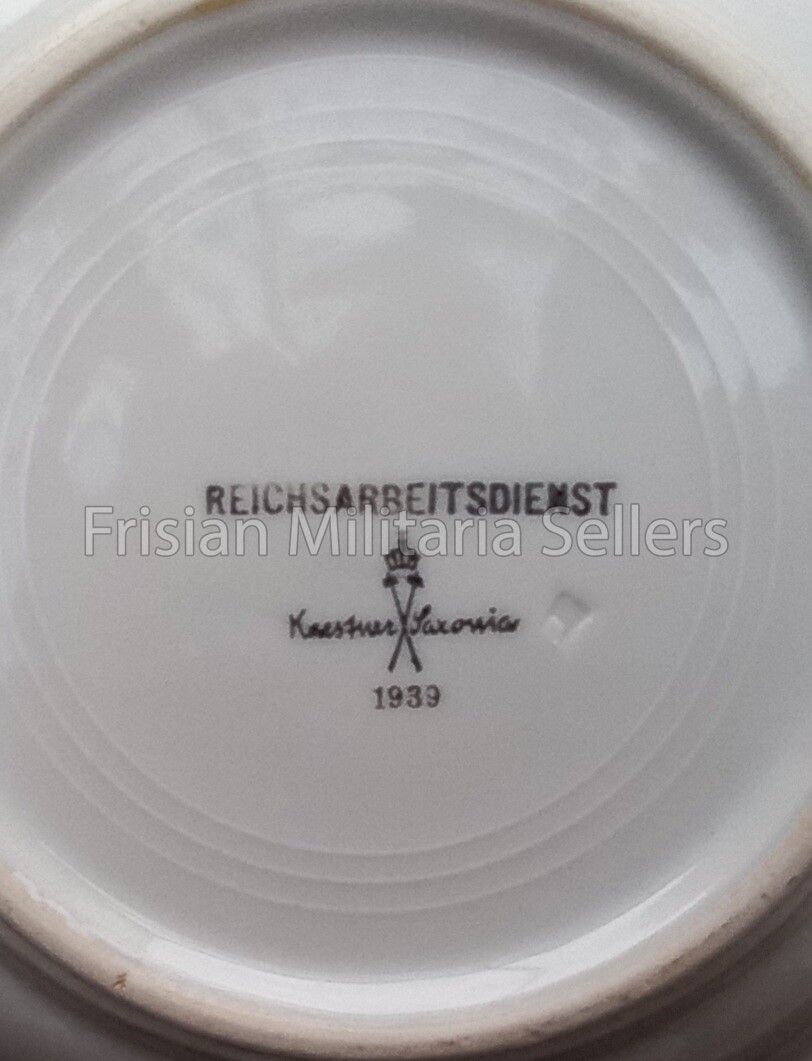 REICHSARBEITSDIENST
Frisian Militaria Sellers
Kaestner Saxonia
1939